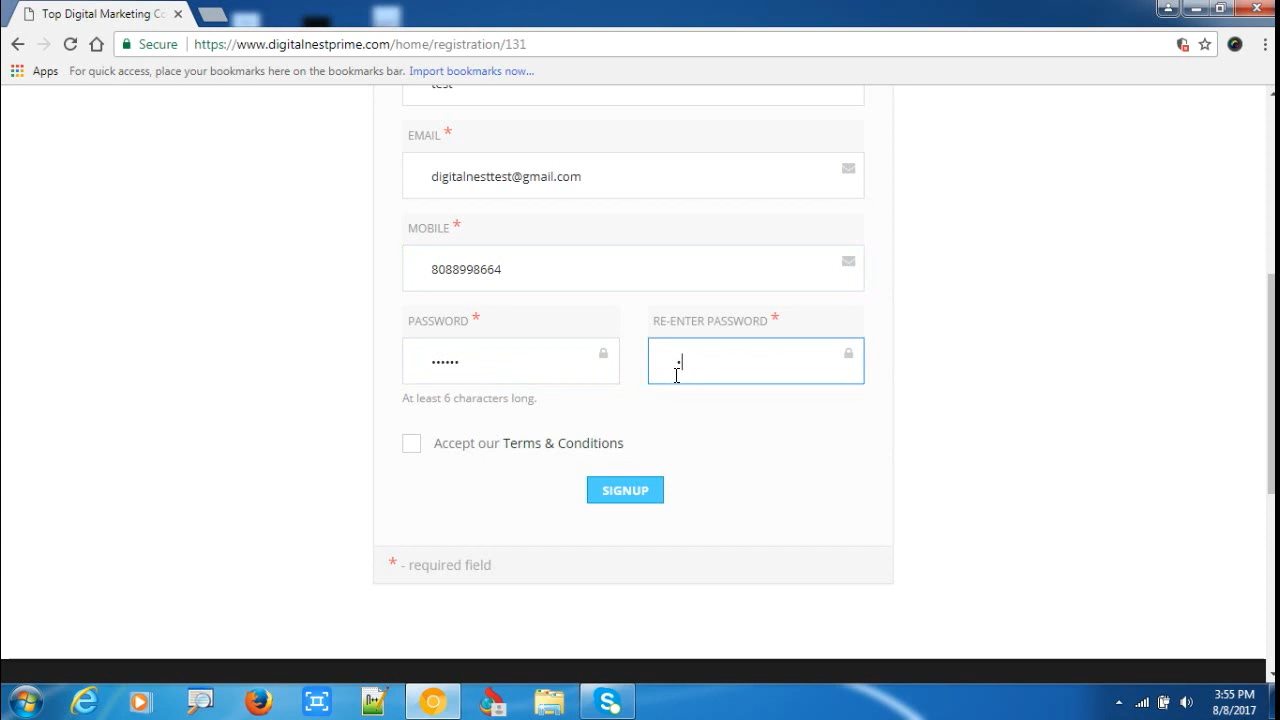 Top Digital Marketing Co
Secure https://www.digitalnestprime.com/home/registration/131
Apps For quick access, place your bookmarks here on the bookmarks bar. Import bookmarks now...
test
EMAIL *
digitalnesttest@gmail.com
MOBILE *
8088998664
PASSWORD * RE-ENTER PASSWORD *
•••••• •
At least 6 characters long.
Accept our Terms & Conditions
SIGNUP
* - required field
3:55 PM
8/8/2017